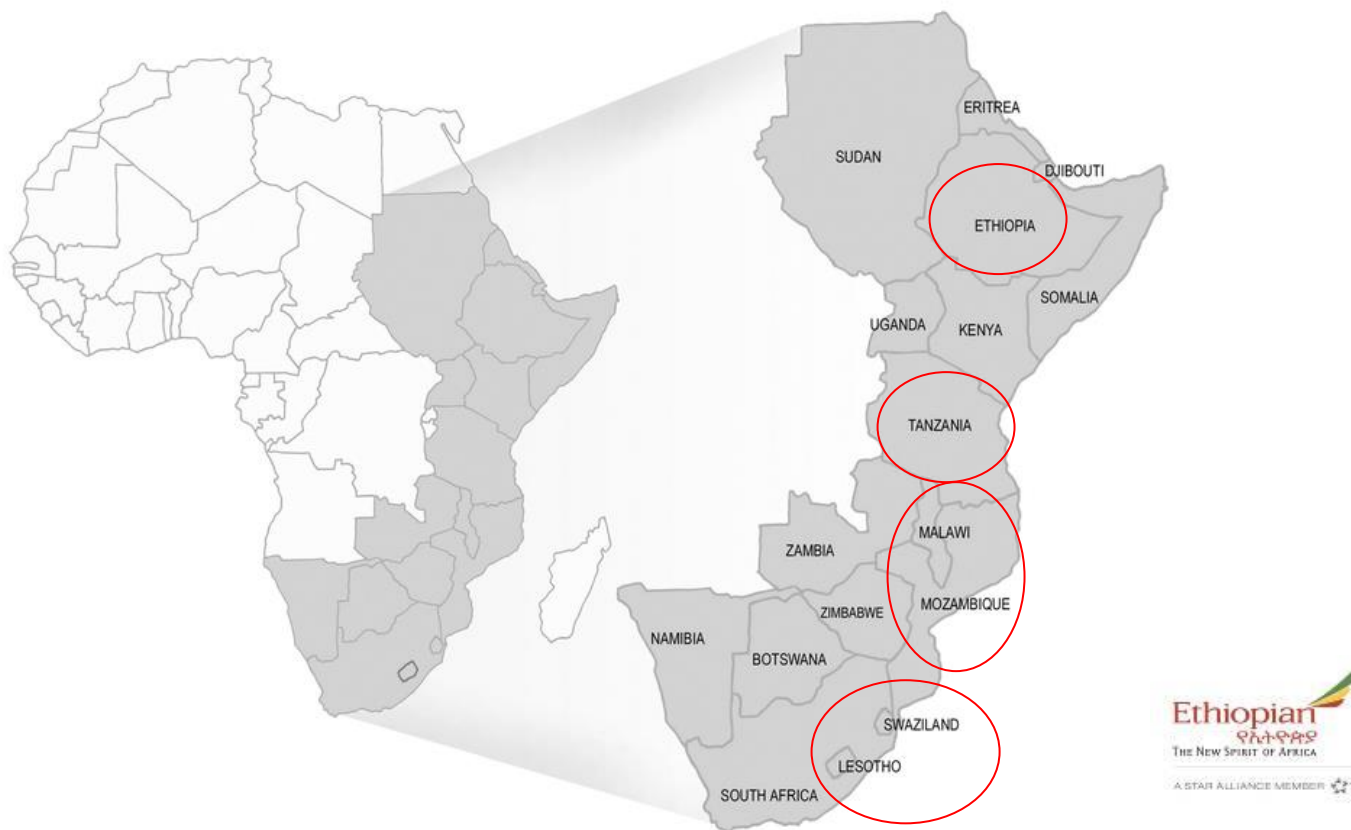 ERITREA
SUDAN
DJIBOUTI
ETHIOPIA
SOMALIA
UGANDA
KENYA
TANZANIA
MALAWI
ZAMBIA
MOZAMBIQUE
ZIMBABWE
NAMIBIA
BOTSWANA
SWAZILAND
LESOTHO
SOUTH AFRICA
Ethiopian
የኢትዮጵያ
THE NEW SPIRIT OF AFRICA
A STAR ALLIANCE MEMBER